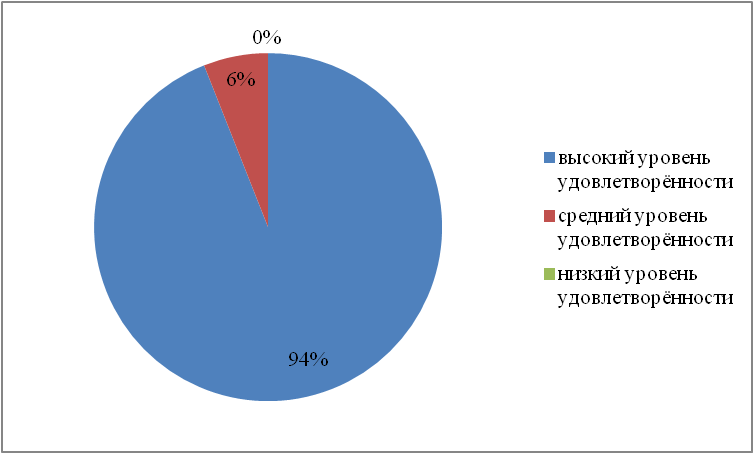 0%
6%
94%
высокий уровень
удовлетворённости
средний уровень
удовлетворённости
низкий уровень
удовлетворённости